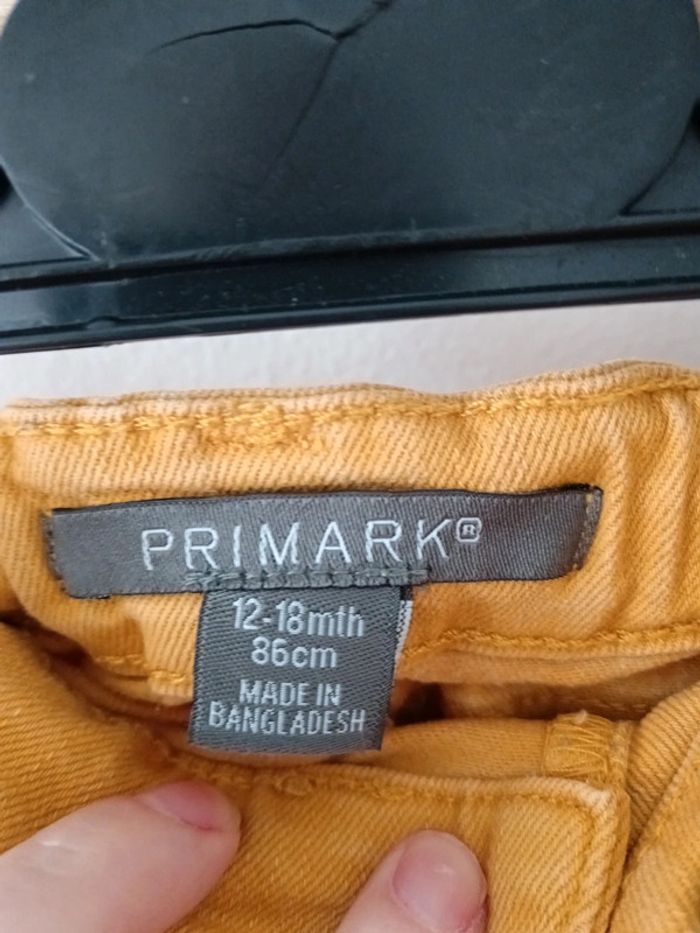 PRIMARK®
12-18mth
86cm
MADE IN
BANGLADESH